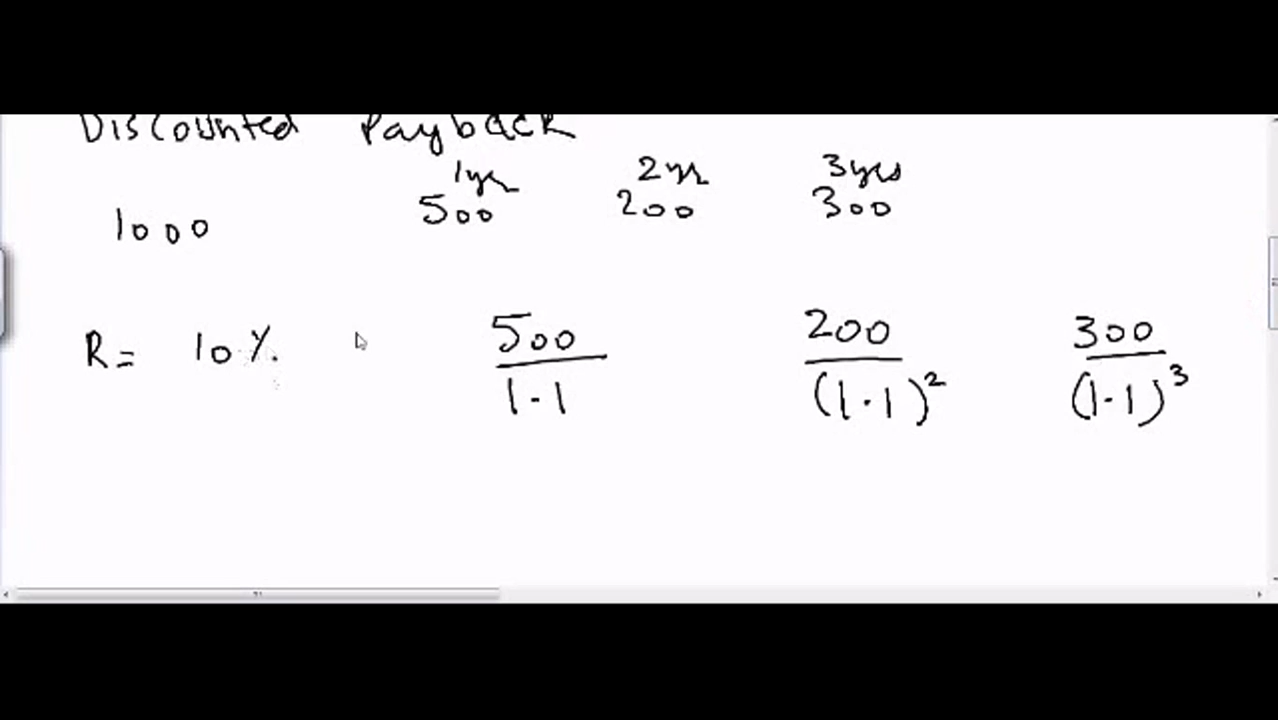 Discounted Payback
1yr 2yr 3yrs
1000 500 200 300
R = 10% 500 200 300
1.1 (1.1)² (1.1)³